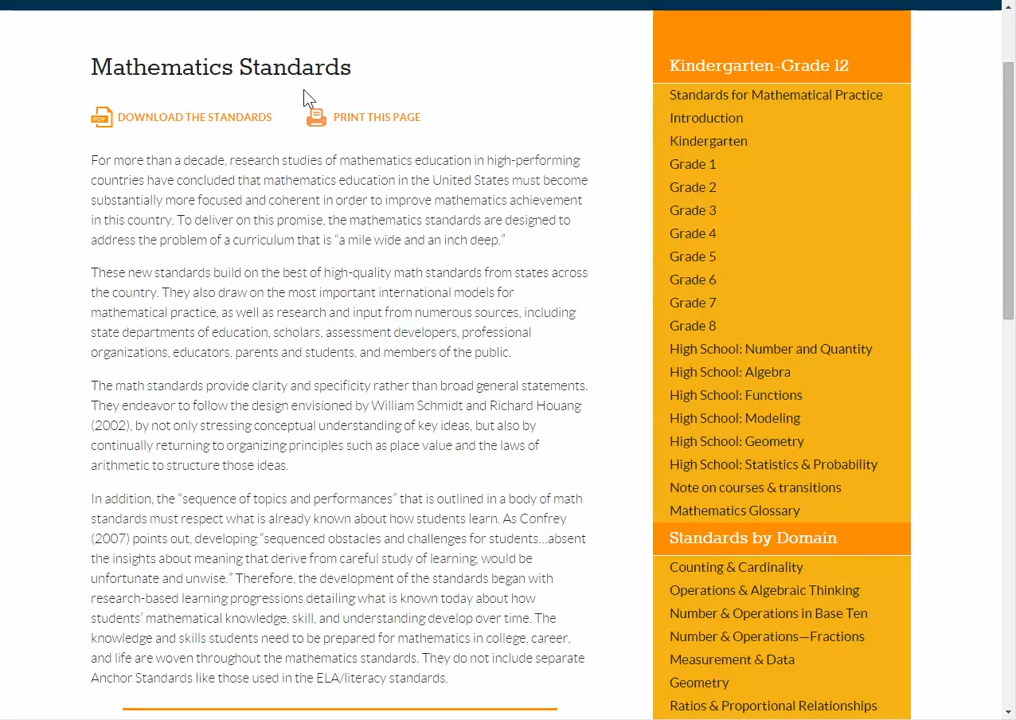 Mathematics Standards
PDF
DOWNLOAD THE STANDARDS
PRINT THIS PAGE
For more than a decade, research studies of mathematics education in high-performing
countries have concluded that mathematics education in the United States must become
substantially more focused and coherent in order to improve mathematics achievement
in this country. To deliver on this promise, the mathematics standards are designed to
address the problem of a curriculum that is “a mile wide and an inch deep.”
These new standards build on the best of high-quality math standards from states across
the country. They also draw on the most important international models for
mathematical practice, as well as research and input from numerous sources, including
state departments of education, scholars, assessment developers, professional
organizations, educators, parents and students, and members of the public.
The math standards provide clarity and specificity rather than broad general statements.
They endeavor to follow the design envisioned by William Schmidt and Richard Houang
(2002), by not only stressing conceptual understanding of key ideas, but also by
continually returning to organizing principles such as place value and the laws of
arithmetic to structure those ideas.
In addition, the “sequence of topics and performances” that is outlined in a body of math
standards must respect what is already known about how students learn. As Confrey
(2007) points out, developing “sequenced obstacles and challenges for students…absent
the insights about meaning that derive from careful study of learning, would be
unfortunate and unwise.” Therefore, the development of the standards began with
research-based learning progressions detailing what is known today about how
students’ mathematical knowledge, skill, and understanding develop over time. The
knowledge and skills students need to be prepared for mathematics in college, career,
and life are woven throughout the mathematics standards. They do not include separate
Anchor Standards like those used in the ELA/literacy standards.
Kindergarten-Grade 12
Standards for Mathematical Practice
Introduction
Kindergarten
Grade 1
Grade 2
Grade 3
Grade 4
Grade 5
Grade 6
Grade 7
Grade 8
High School: Number and Quantity
High School: Algebra
High School: Functions
High School: Modeling
High School: Geometry
High School: Statistics & Probability
Note on courses & transitions
Mathematics Glossary
Standards by Domain
Counting & Cardinality
Operations & Algebraic Thinking
Number & Operations in Base Ten
Number & Operations—Fractions
Measurement & Data
Geometry
Ratios & Proportional Relationships